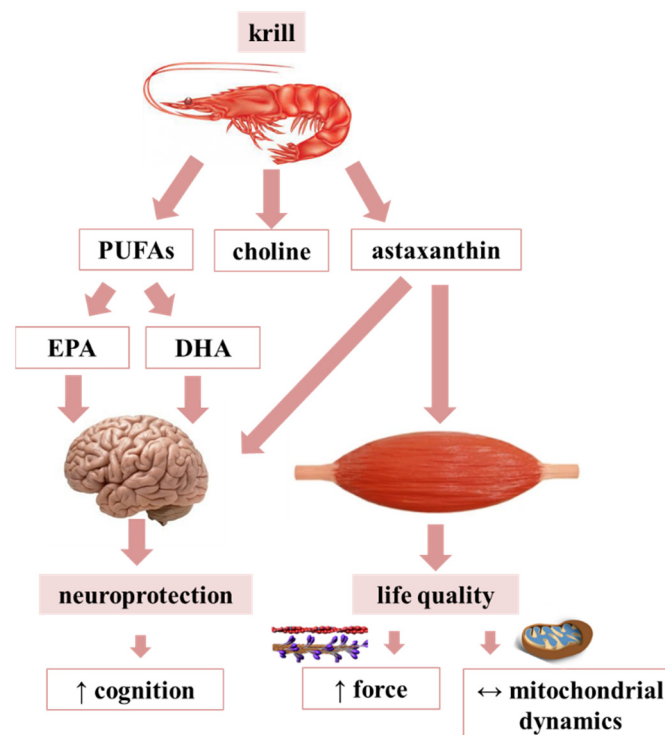 krill
PUFAs
choline
astaxanthin
EPA
DHA
neuroprotection
life quality
↑ cognition
↑ force
↔ mitochondrial
dynamics